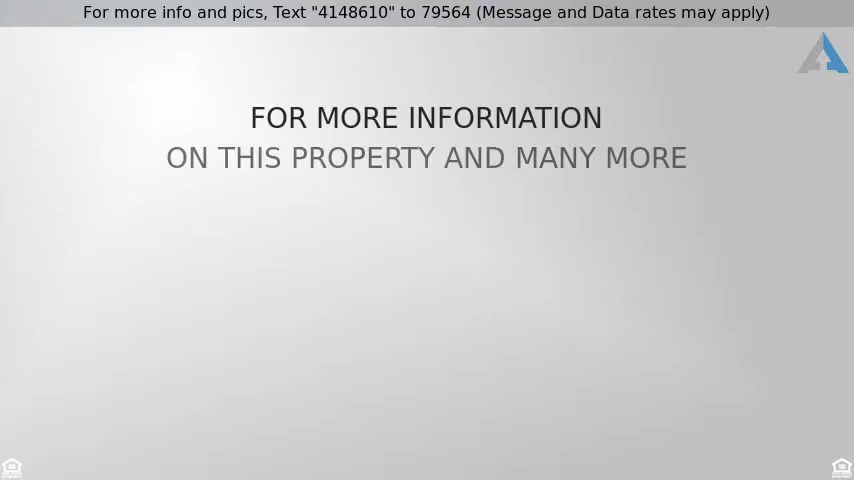 For more info and pics, Text "4148610" to 79564 (Message and Data rates may apply)
FOR MORE INFORMATION
ON THIS PROPERTY AND MANY MORE